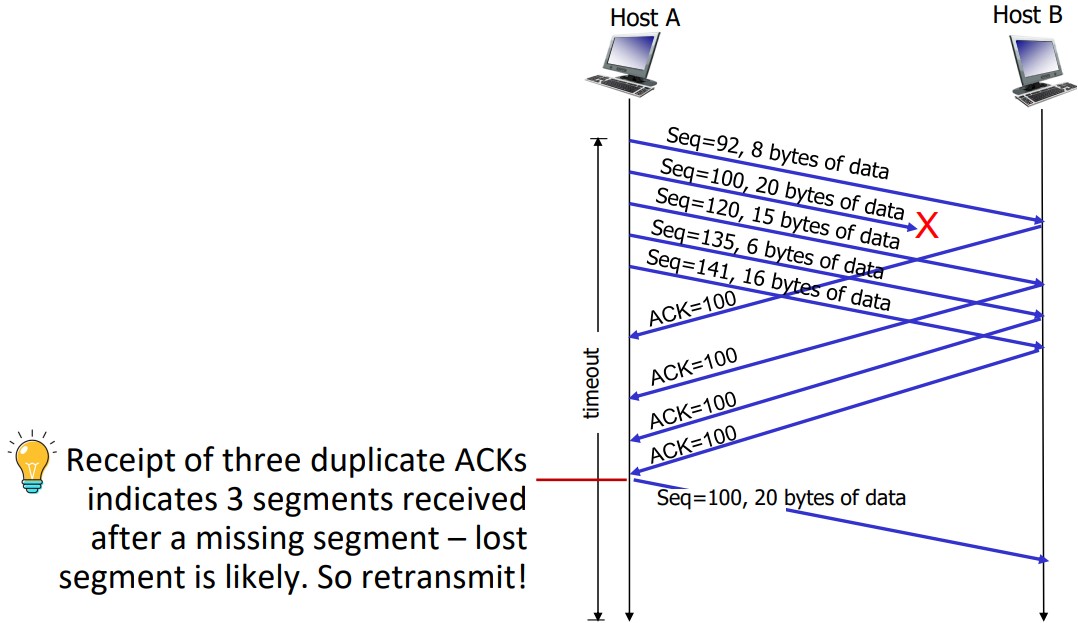 Host A
Host B
Seq=92, 8 bytes of data
Seq=100, 20 bytes of data
X
Seq=120, 15 bytes of data
Seq=135, 6 bytes of data
Seq=141, 16 bytes of data
ACK=100
timeout
ACK=100
ACK=100
ACK=100
Receipt of three duplicate ACKs
indicates 3 segments received
after a missing segment – lost
segment is likely. So retransmit!
Seq=100, 20 bytes of data